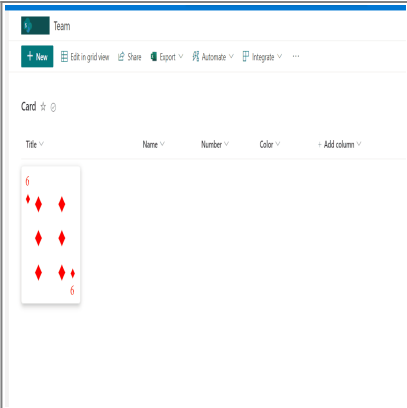 Team
+ New Edit in grid view Share Export Automate Integrate ...
Card
Title Name Number Color + Add column
6
6